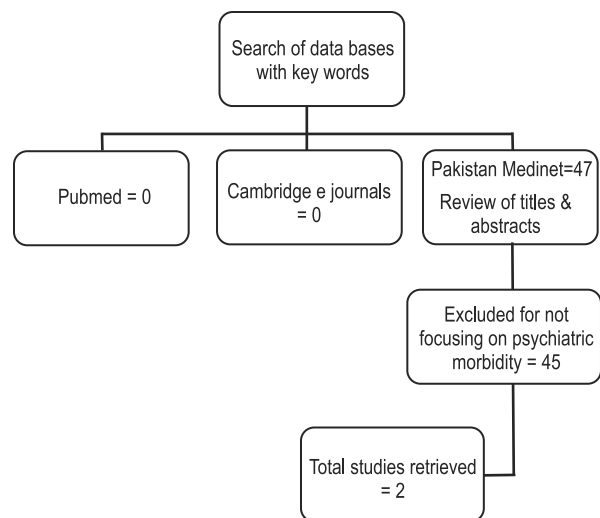 Search of data bases
with key words
Pubmed = 0
Cambridge e journals
= 0
Pakistan Medinet=47
Review of titles &
abstracts
Excluded for not
focusing on psychiatric
morbidity = 45
Total studies retrieved
= 2